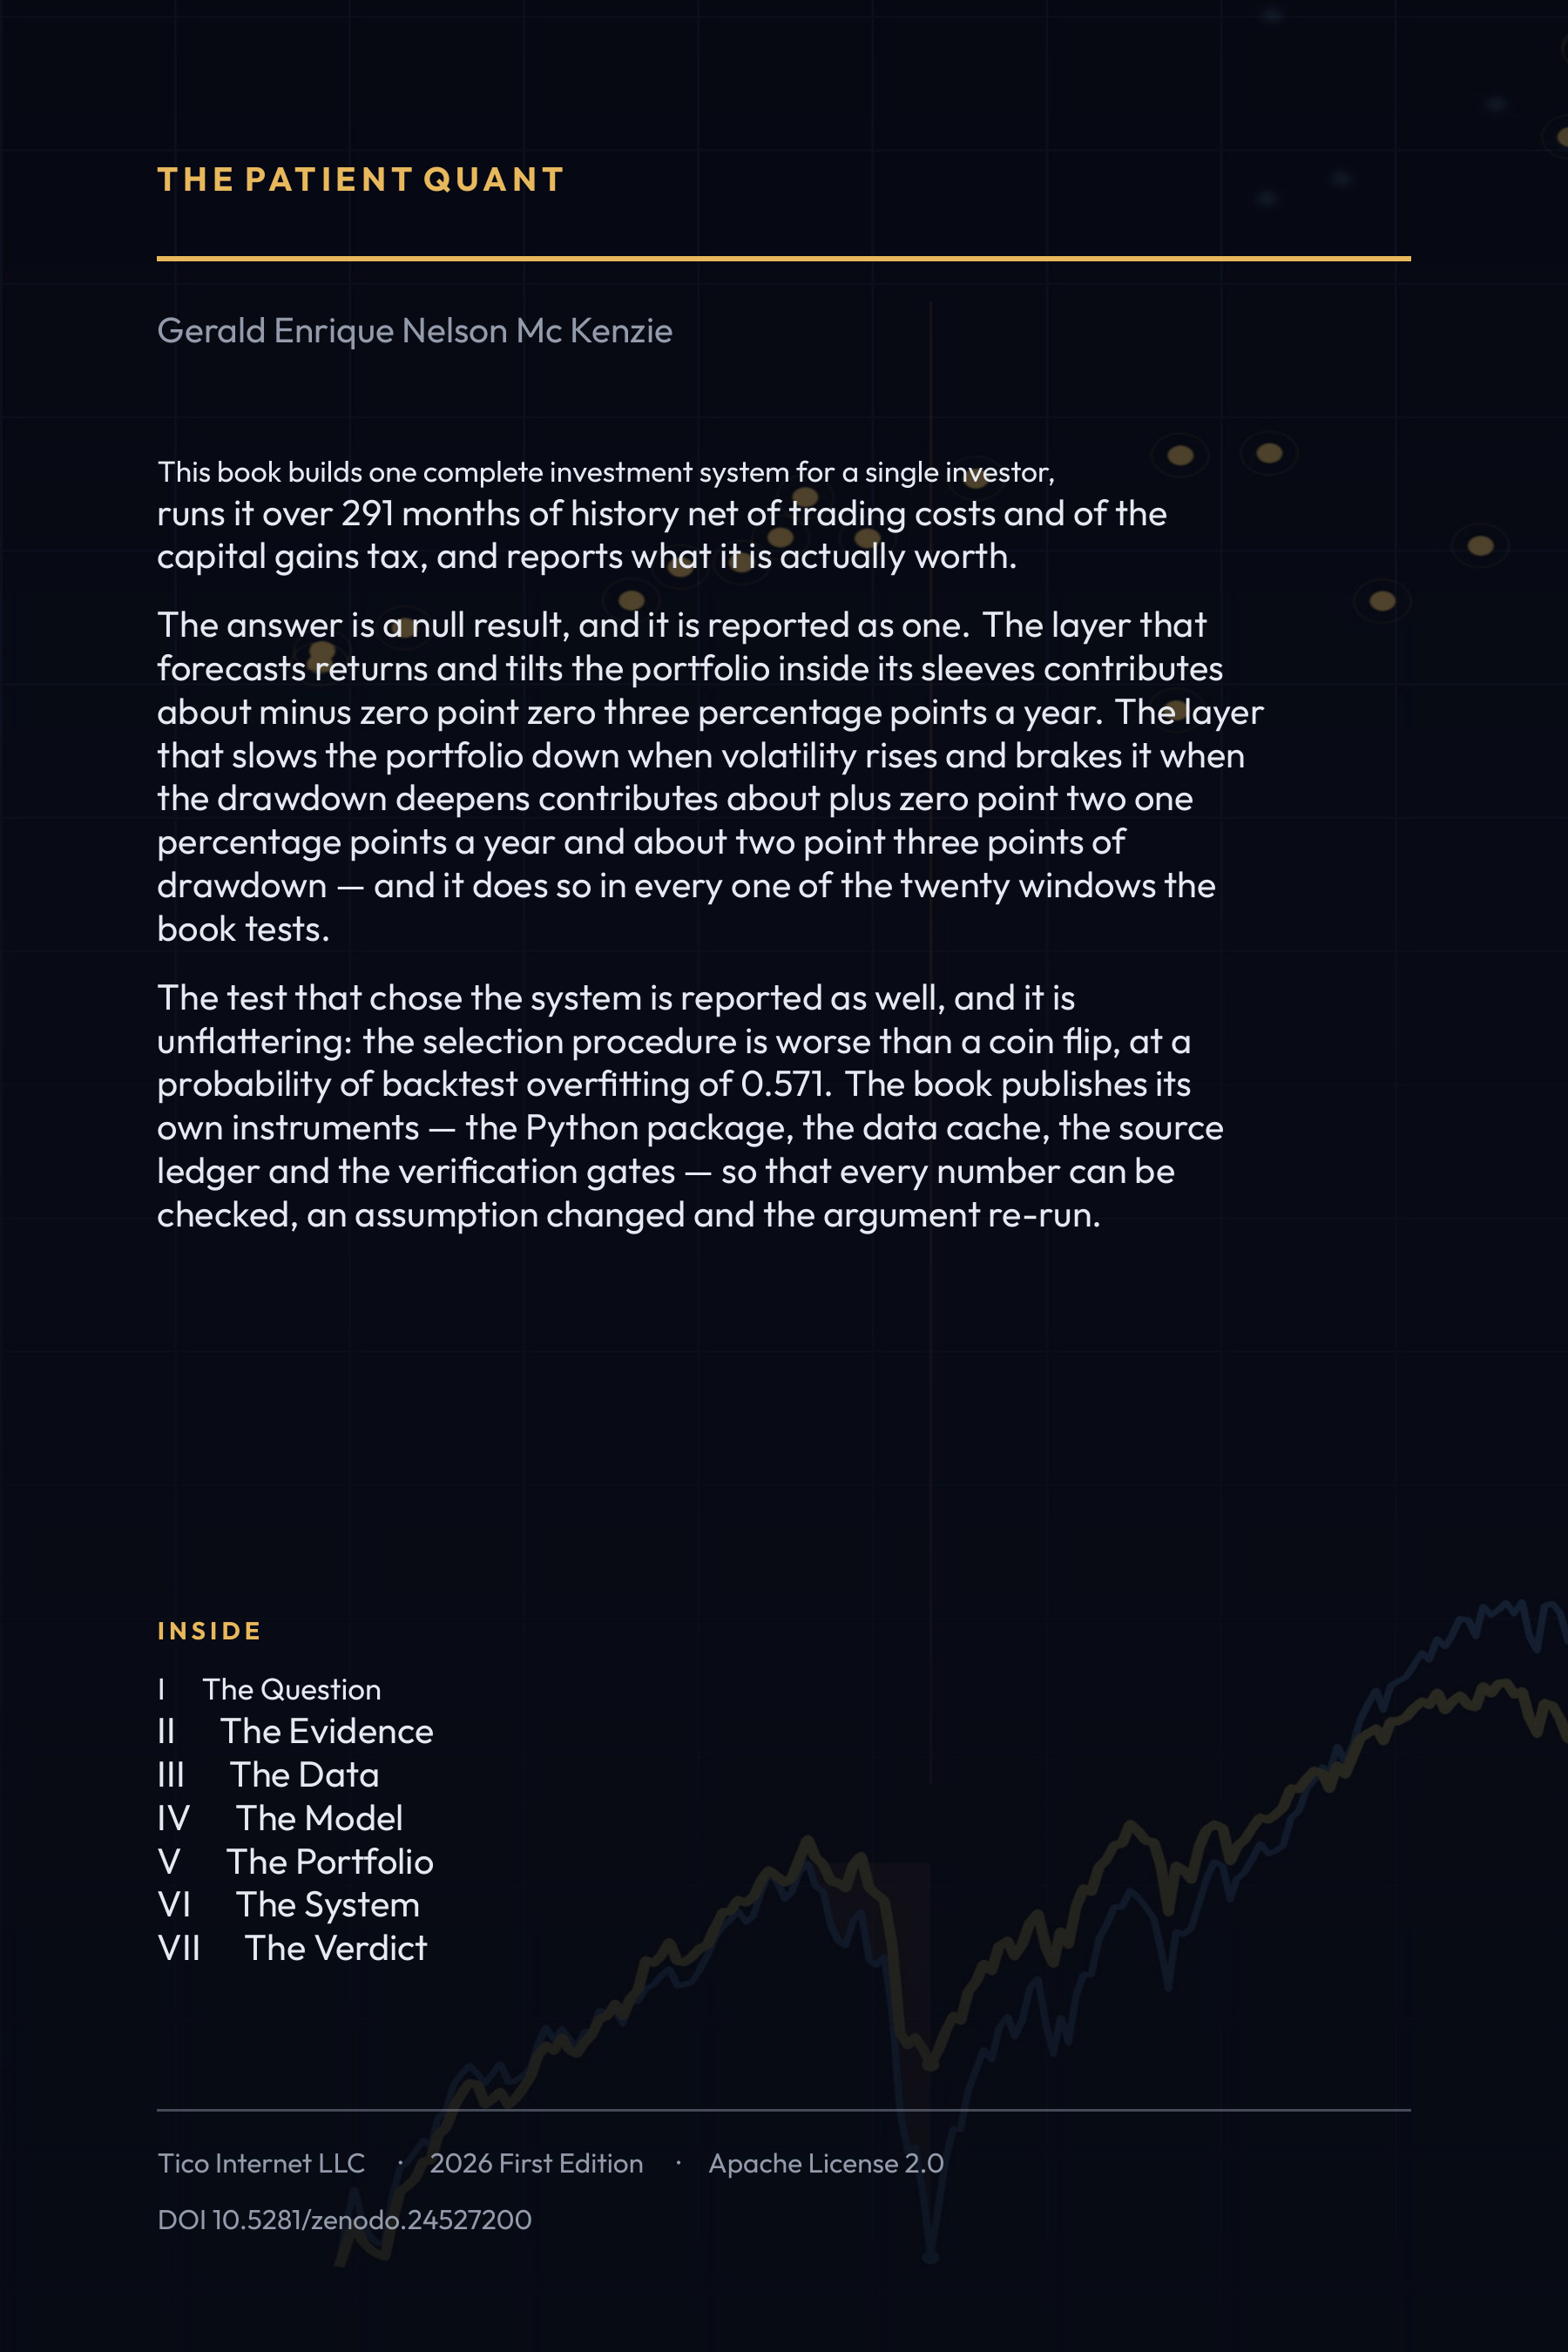 THE PATIENT QUANT
Gerald Enrique Nelson Mc Kenzie
This book builds one complete investment system for a single investor,
runs it over 291 months of history net of trading costs and of the
capital gains tax, and reports what it is actually worth.
The answer is a null result, and it is reported as one. The layer that
forecasts returns and tilts the portfolio inside its sleeves contributes
about minus zero point zero three percentage points a year. The layer
that slows the portfolio down when volatility rises and brakes it when
the drawdown deepens contributes about plus zero point two one
percentage points a year and about two point three points of
drawdown — and it does so in every one of the twenty windows the
book tests.
The test that chose the system is reported as well, and it is
unflattering: the selection procedure is worse than a coin flip, at a
probability of backtest overfitting of 0.571. The book publishes its
own instruments — the Python package, the data cache, the source
ledger and the verification gates — so that every number can be
checked, an assumption changed and the argument re-run.
INSIDE
I The Question
II The Evidence
III The Data
IV The Model
V The Portfolio
VI The System
VII The Verdict
Tico Internet LLC · 2026 First Edition · Apache License 2.0
DOI 10.5281/zenodo.24527200